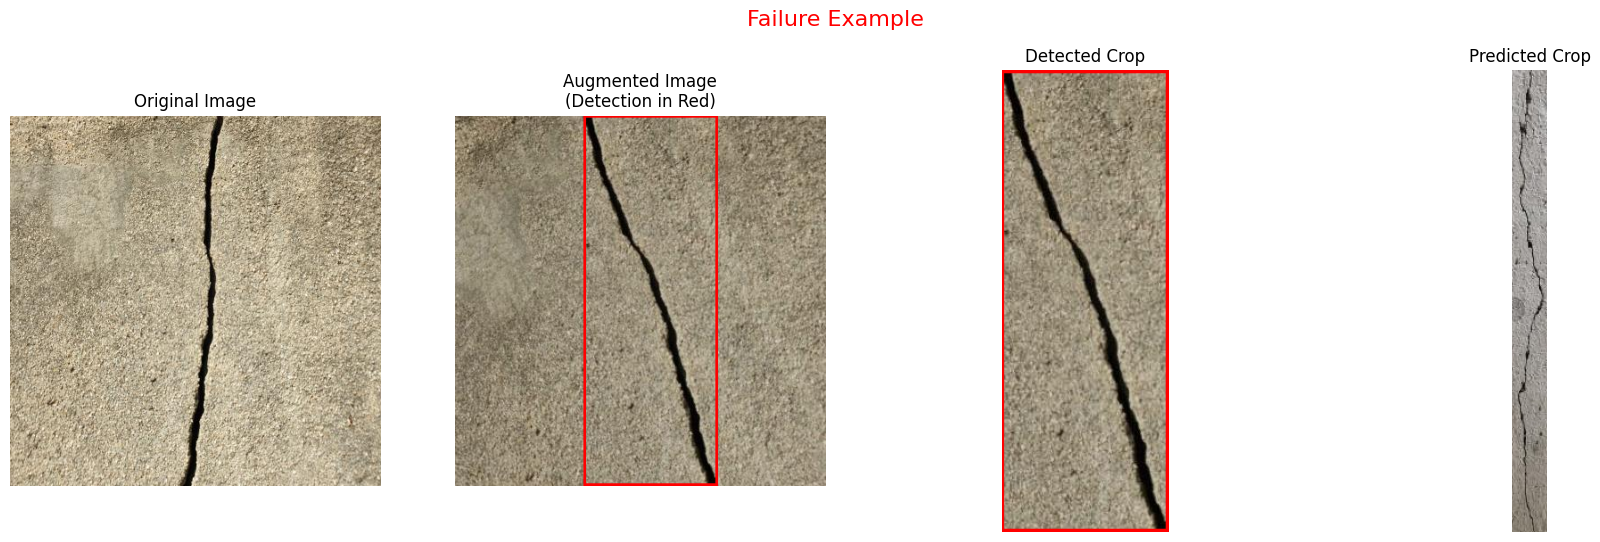 Failure Example
Original Image
Augmented Image
(Detection in Red)
Detected Crop
Predicted Crop